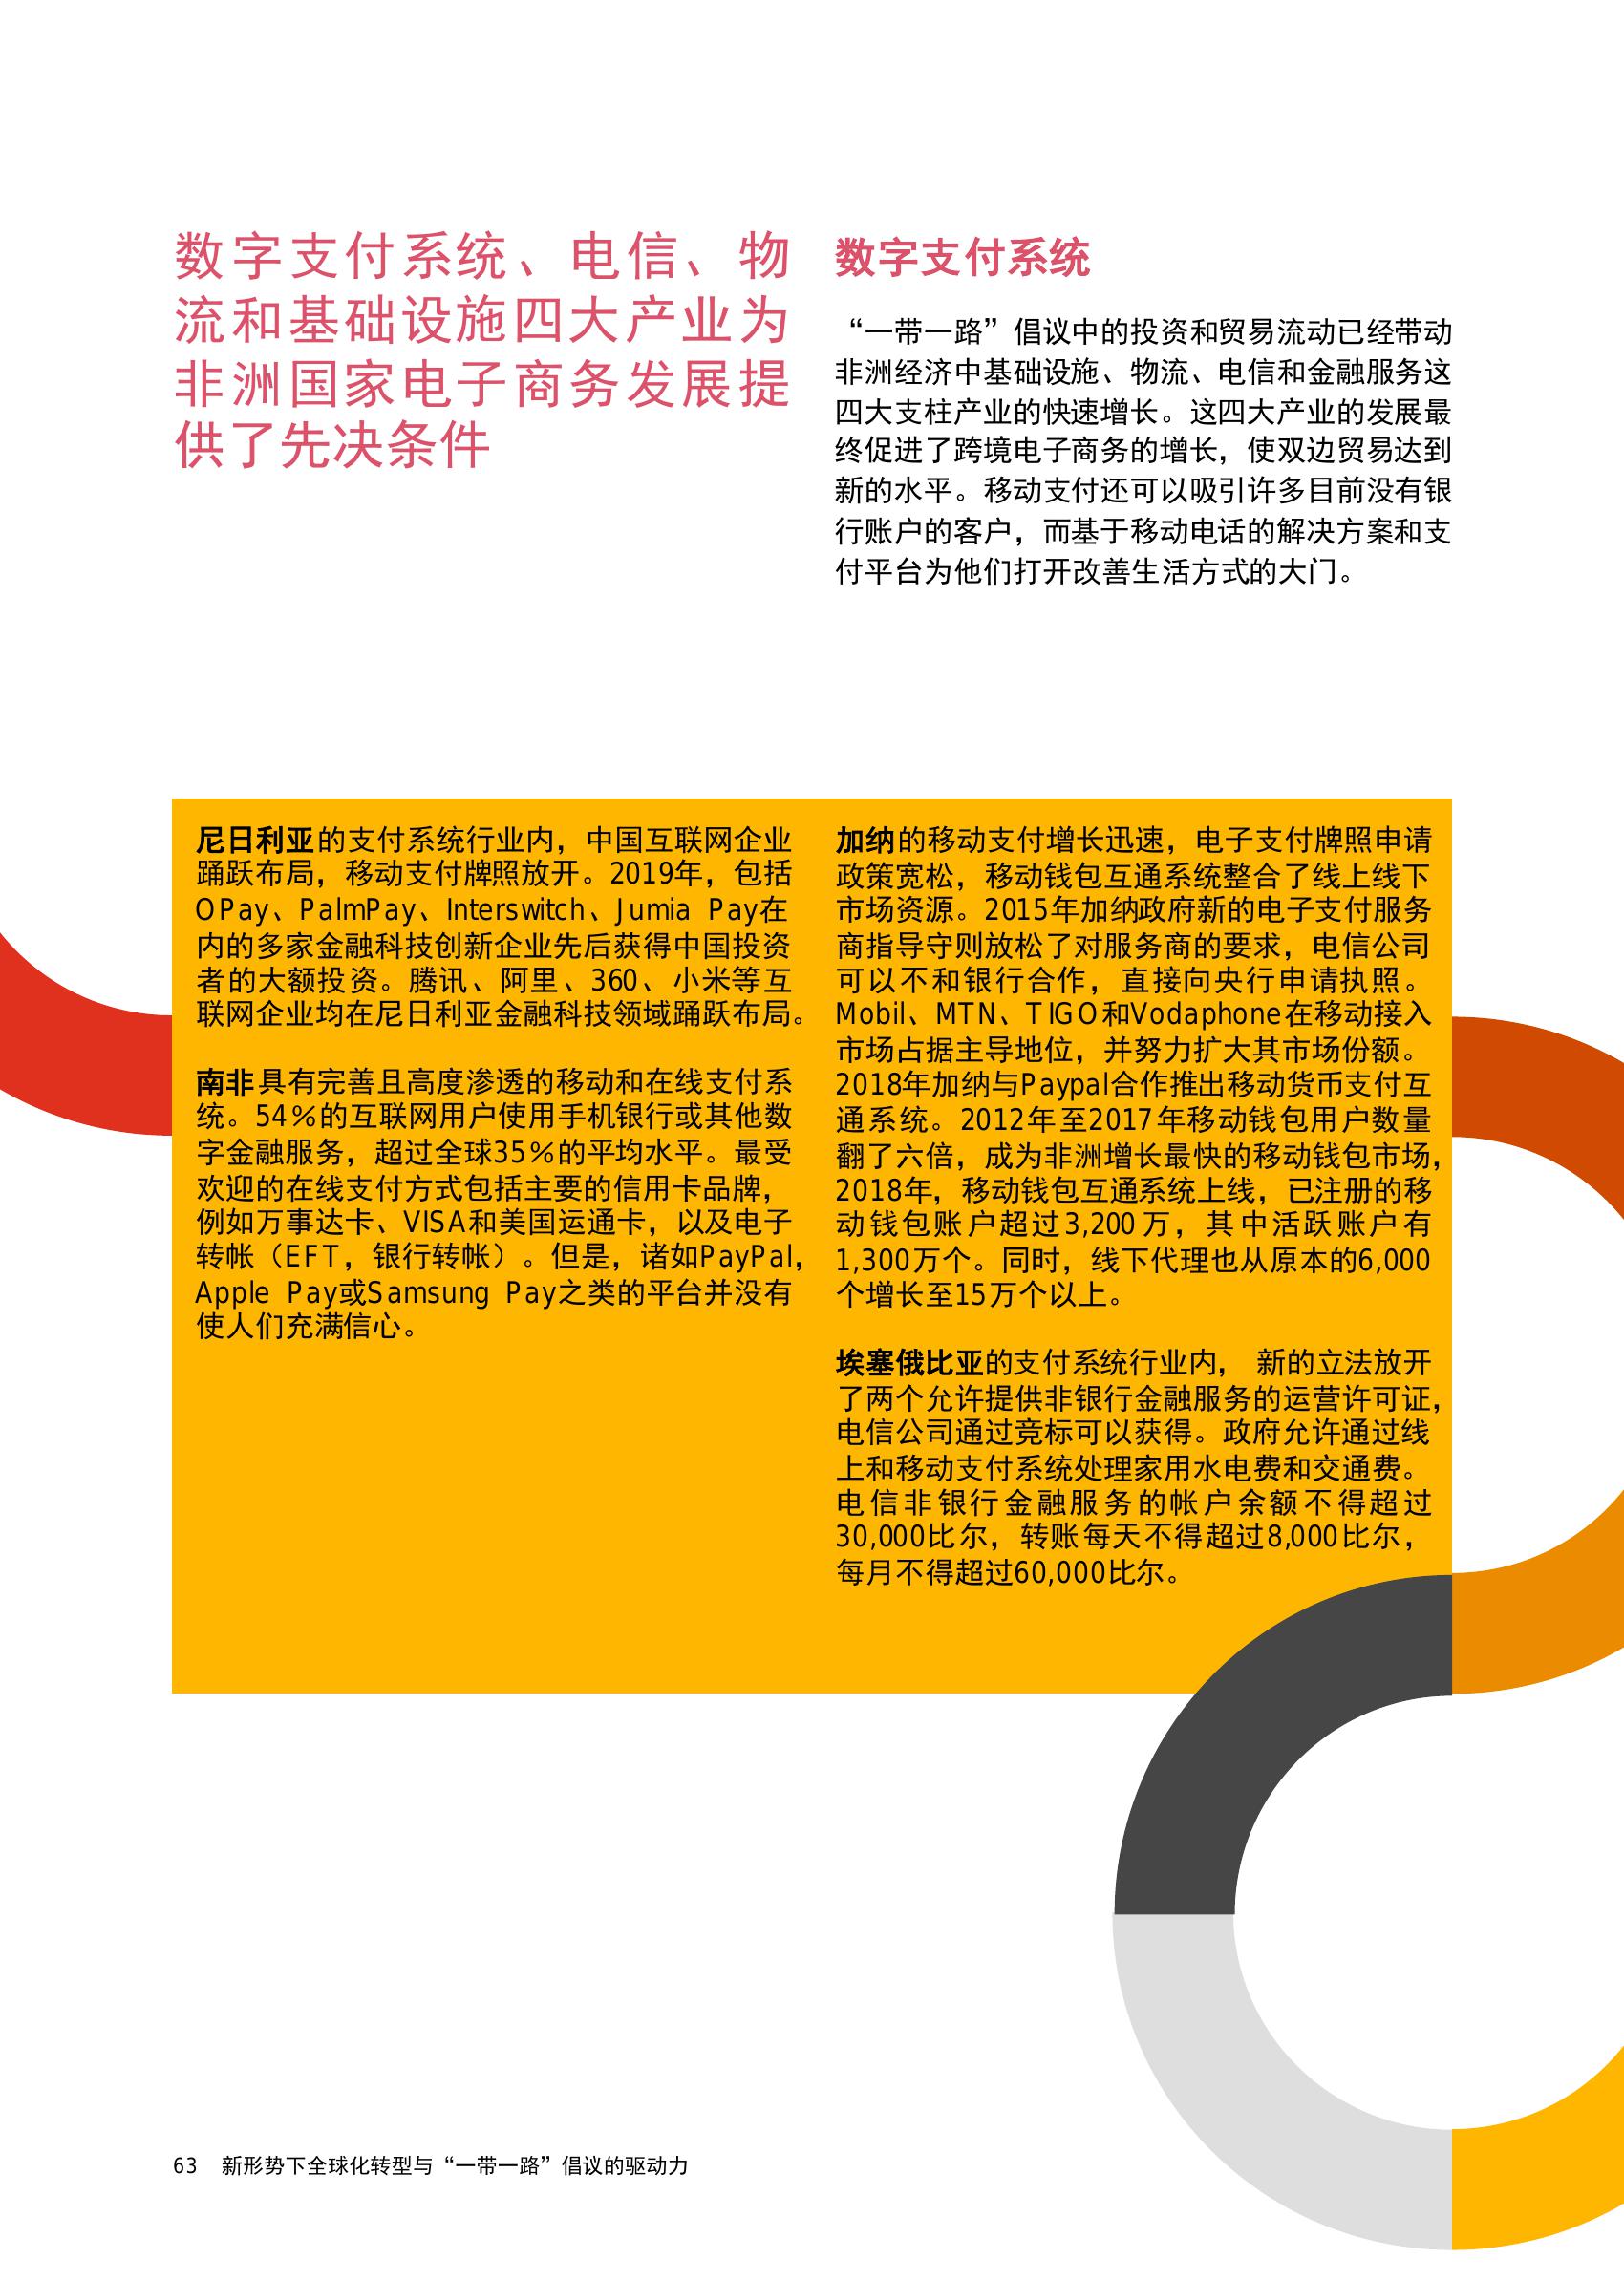 数字支付系统、电信、物
流和基础设施四大产业为
非洲国家电子商务发展提
供了先决条件
数字支付系统
“一带一路”倡议中的投资和贸易流动已经带动
非洲经济中基础设施、物流、电信和金融服务这
四大支柱产业的快速增长。这四大产业的发展最
终促进了跨境电子商务的增长，使双边贸易达到
新的水平。移动支付还可以吸引许多目前没有银
行账户的客户，而基于移动电话的解决方案和支
付平台为他们打开改善生活方式的大门。
尼日利亚的支付系统行业内，中国互联网企业
踊跃布局，移动支付牌照放开。2019年，包括
OPay、PalmPay、Interswitch、Jumia Pay在
内的多家金融科技创新企业先后获得中国投资
者的大额投资。腾讯、阿里、360、小米等互
联网企业均在尼日利亚金融科技领域踊跃布局。
南非具有完善且高度渗透的移动和在线支付系
统。54%的互联网用户使用手机银行或其他数
字金融服务，超过全球35%的平均水平。最受
欢迎的在线支付方式包括主要的信用卡品牌，
例如万事达卡、VISA和美国运通卡，以及电子
转帐（EFT，银行转帐）。但是，诸如PayPal，
Apple Pay或Samsung Pay之类的平台并没有
使人们充满信心。
加纳的移动支付增长迅速，电子支付牌照申请
政策宽松，移动钱包互通系统整合了线上线下
市场资源。2015年加纳政府新的电子支付服务
商指导守则放松了对服务商的要求，电信公司
可以不和银行合作，直接向央行申请执照。
Mobil、MTN、TIGO和Vodaphone在移动接入
市场占据主导地位，并努力扩大其市场份额。
2018年加纳与Paypal合作推出移动货币支付互
通系统。2012年至2017年移动钱包用户数量
翻了六倍，成为非洲增长最快的移动钱包市场，
2018年，移动钱包互通系统上线，已注册的移
动钱包账户超过3,200万，其中活跃账户有
1,300万个。同时，线下代理也从原本的6,000
个增长至15万个以上。
埃塞俄比亚的支付系统行业内， 新的立法放开
了两个允许提供非银行金融服务的运营许可证，
电信公司通过竞标可以获得。政府允许通过线
上和移动支付系统处理家用水电费和交通费。
电信非银行金融服务的帐户余额不得超过
30,000比尔，转账每天不得超过8,000比尔，
每月不得超过60,000比尔。
63 新形势下全球化转型与“一带一路”倡议的驱动力